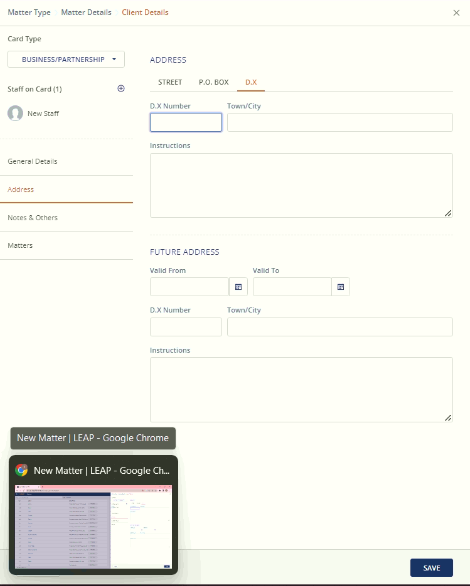 Matter Type Matter Details Client Details ×
Card Type
BUSINESS/PARTNERSHIP
Staff on Card (1)
New Staff
General Details
Address
Notes & Others
Matters
ADDRESS
STREET P.O. BOX D.X
D.X Number Town/City
Instructions
FUTURE ADDRESS
Valid From Valid To
D.X Number Town/City
Instructions
New Matter | LEAP - Google Chrome
New Matter | LEAP - Google Ch...
SAVE